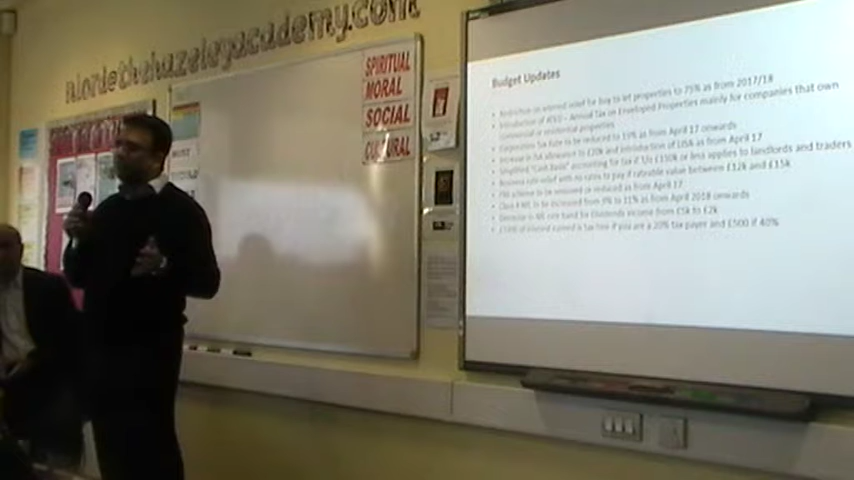 thehazeleyacademy.com
SPIRITUAL
MORAL
SOCIAL
CULTURAL
Budget Updates
Restriction on interest relief for buy to let properties to 75% as from 2017/18
Introduction of ATED – Annual Tax on Enveloped Properties mainly for companies that own
commercial or residential properties
Corporation Tax Rate to be reduced to 19% as from April 17 onwards
Increase in ISA allowance to £20k and introduction of LISA as from April 17
Simplified "Cash Basis" accounting for tax if T/o £150k or less applies to landlords and traders
Business rate relief with no rates to pay if rateable value between £12k and £15k
scheme to be removed or reduced as from April 17
Class 4 NIC to be increased from 9% to 11% as from April 2018 onwards
Decrease in Nil rate band for Dividends income from £5k to £2k
of interest earned is tax free if you are a 20% tax payer and £500 if 40%